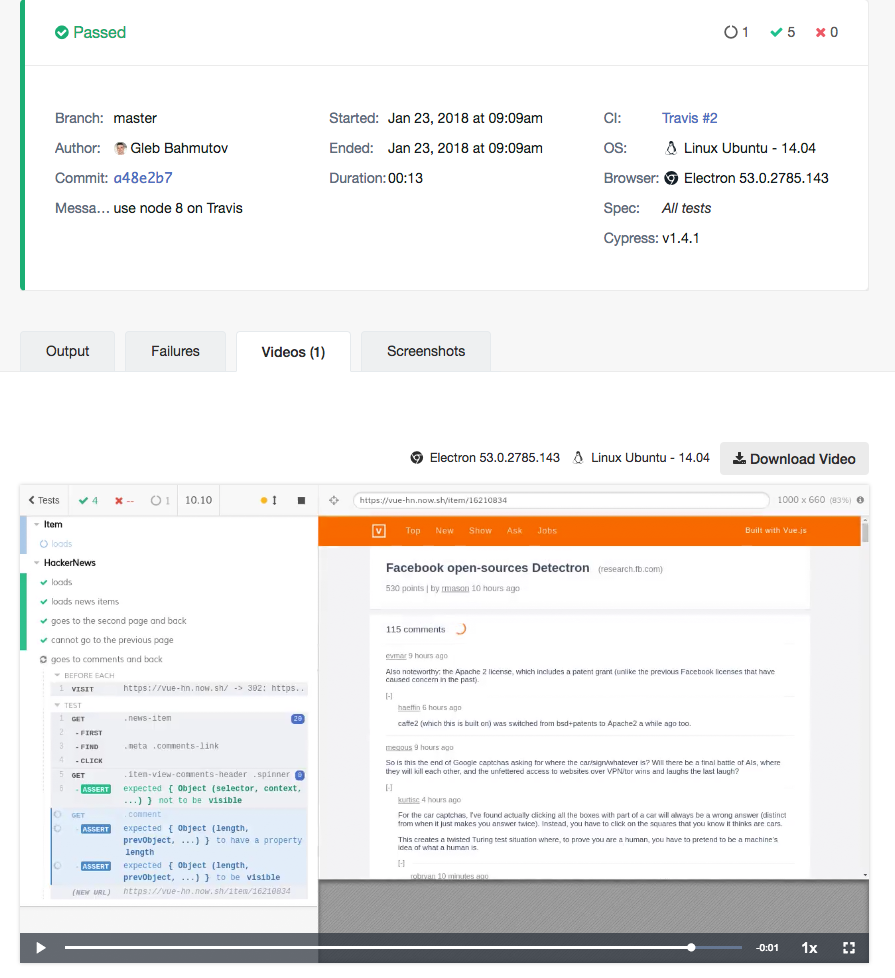 Passed 1 5 0
Branch: master Started: Jan 23, 2018 at 09:09am CI: Travis #2
Author: Gleb Bahmutov Ended: Jan 23, 2018 at 09:09am OS: Linux Ubuntu - 14.04
Commit: a48e2b7 Duration: 00:13 Browser: Electron 53.0.2785.143
Messa... use node 8 on Travis Spec: All tests
Cypress: v1.4.1
Output Failures Videos (1) Screenshots
Electron 53.0.2785.143 Linux Ubuntu - 14.04 Download Video
Tests 4 -- 1 10.10 https://vue-hn.now.sh/item/16210834 1000 x 660 (83%)
Item
loads
HackerNews
loads
loads news items
goes to the second page and back
cannot go to the previous page
goes to comments and back
BEFORE EACH
1 VISIT https://vue-hn.now.sh/ -> 302: https..
TEST
1 GET .news-item 20
2 - FIRST
3 - FIND .meta .comments-link
4 - CLICK
5 GET .item-view-comments-header .spinner 0
6 - ASSERT expected { Object (selector, context,
...) } not to be visible
GET .comment
- ASSERT expected { Object (length,
prevObject, ...) } to have a property
length
- ASSERT expected { Object (length,
prevObject, ...) } to be visible
(NEW URL) https://vue-hn.now.sh/item/16210834
V Top New Show Ask Jobs Built with Vue.js
Facebook open-sources Detectron (research.fb.com)
530 points | by rmason 10 hours ago
115 comments
evmar 9 hours ago
Also noteworthy: the Apache 2 license, which includes a patent grant (unlike the previous Facebook licenses that have
caused concern in the past).
[-]
haeffin 6 hours ago
caffe2 (which this is built on) was switched from bsd+patents to Apache2 a while ago too.
megous 9 hours ago
So is this the end of Google captchas asking for where the car/sign/whatever is? Will there be a final battle of AIs, where
they will kill each other, and the unfettered access to websites over VPN/tor wins and laughs the last laugh?
[-]
kurtisc 4 hours ago
For the car captchas, I've found actually clicking all the boxes with part of a car will always be a wrong answer (distinct
from when it just makes you answer twice). Instead, you have to click on the squares that you know it thinks are cars.
This creates a twisted Turing test situation where, to prove you are a human, you have to pretend to be a machine's
idea of what a human is.
[-]
robryan 10 minutes ago
-0:01 1x